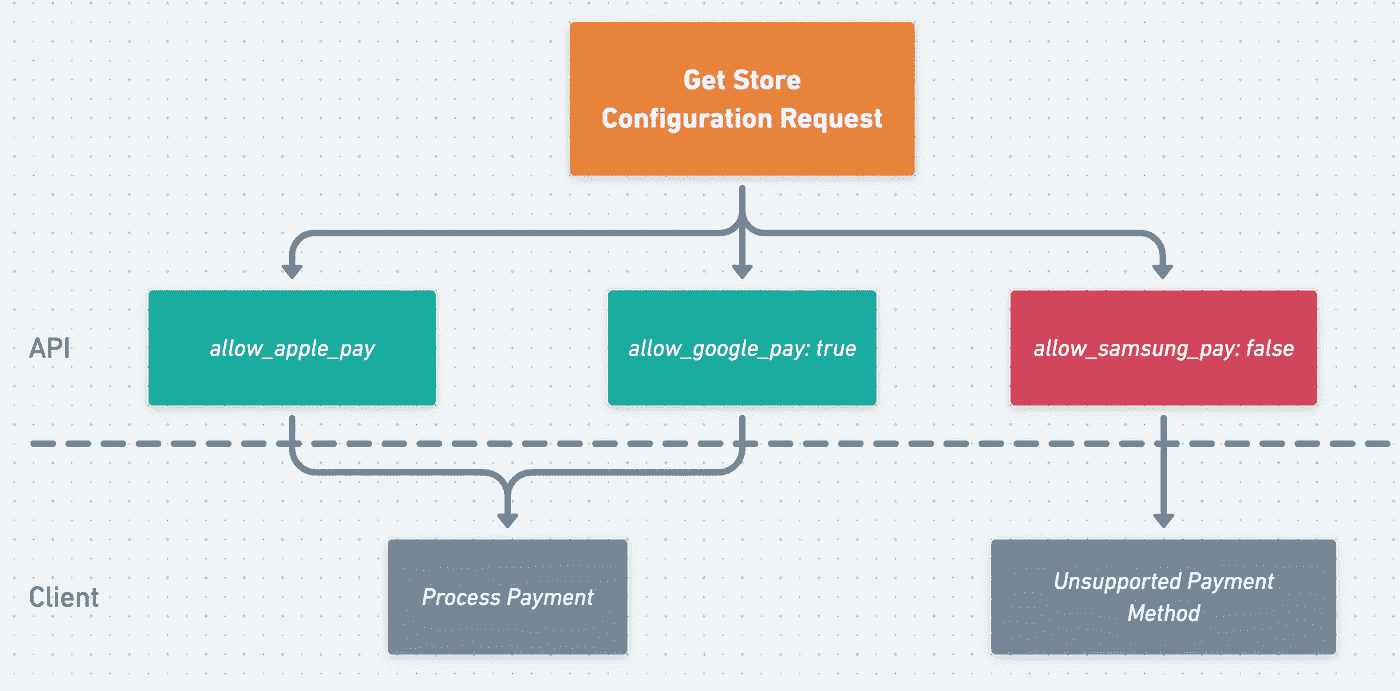 Get Store
Configuration Request
API
allow_apple_pay
allow_google_pay: true
allow_samsung_pay: false
Client
Process Payment
Unsupported Payment
Method